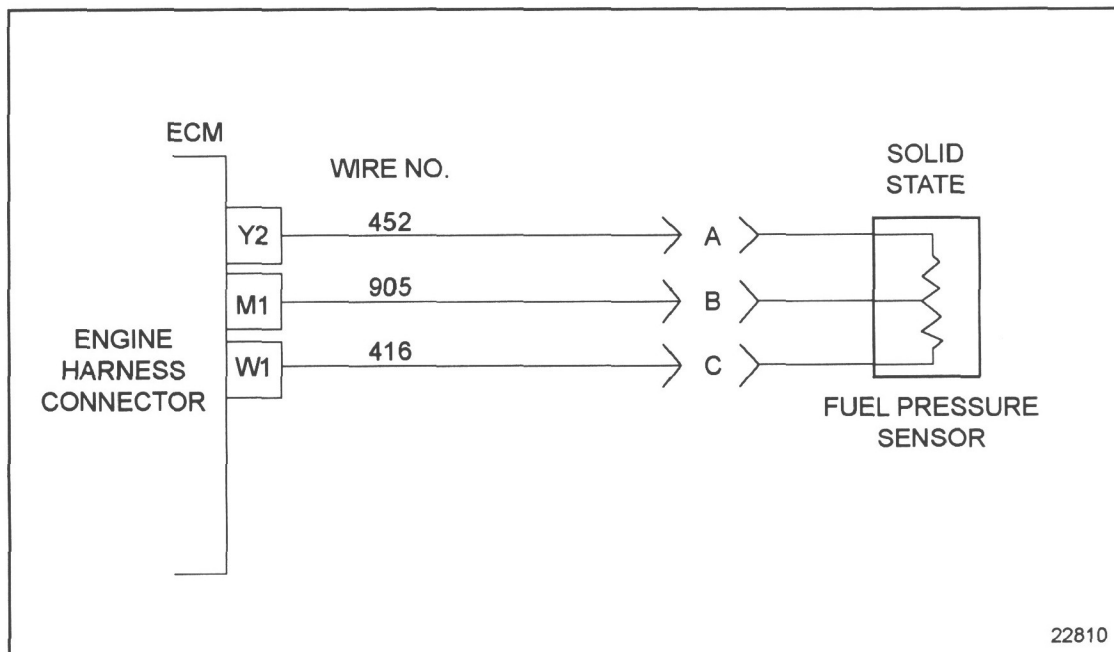 ECM
WIRE NO.
SOLID
STATE
Y2
452
A
M1
905
B
W1
416
C
ENGINE
HARNESS
CONNECTOR
FUEL PRESSURE
SENSOR
22810